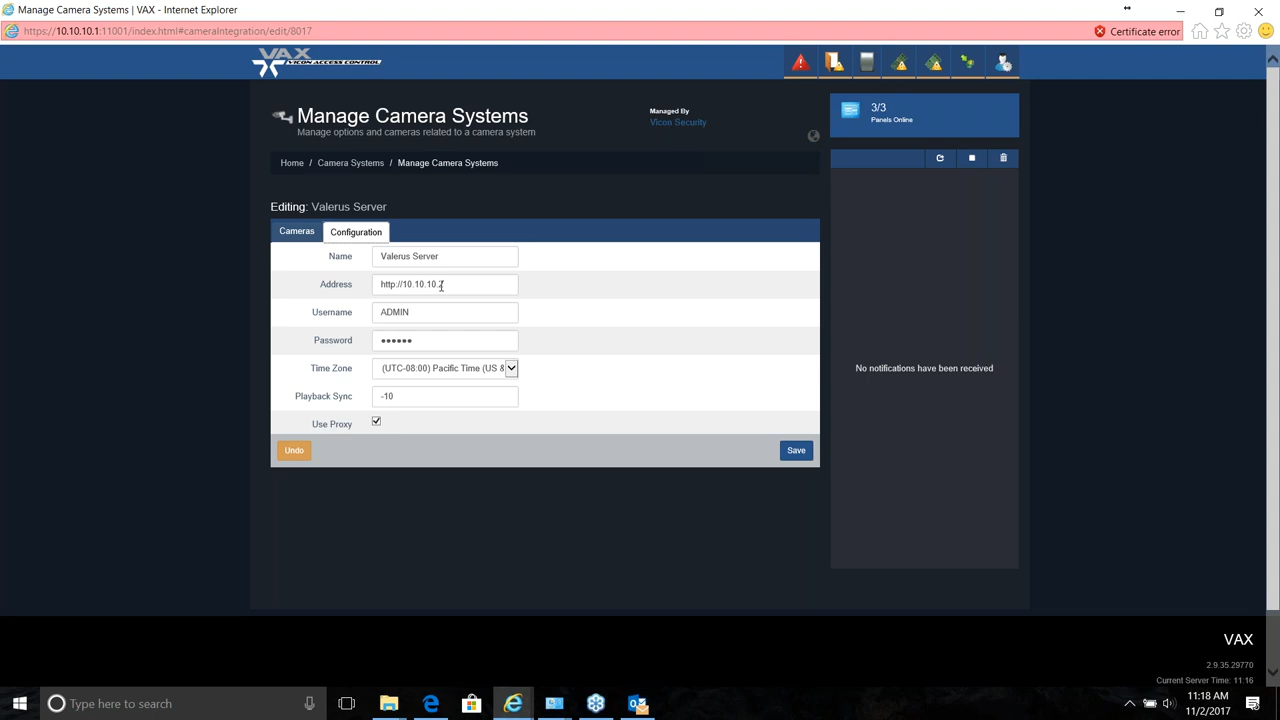 Manage Camera Systems | VAX - Internet Explorer
https://10.10.10.1:11001/index.html#cameraIntegration/edit/8017
Certificate error
VAX
VICON ACCESS CONTROL
Manage Camera Systems
Manage options and cameras related to a camera system
Managed By
Vicon Security
3/3
Panels Online
Home / Camera Systems / Manage Camera Systems
Editing: Valerus Server
Cameras
Configuration
Name
Valerus Server
Address
http://10.10.10.
Username
ADMIN
Password
••••••
Time Zone
(UTC-08:00) Pacific Time (US &
Playback Sync
-10
Use Proxy
Undo
Save
No notifications have been received
VAX
2.9.35.29770
Current Server Time: 11:16
Type here to search
11:18 AM
11/2/2017